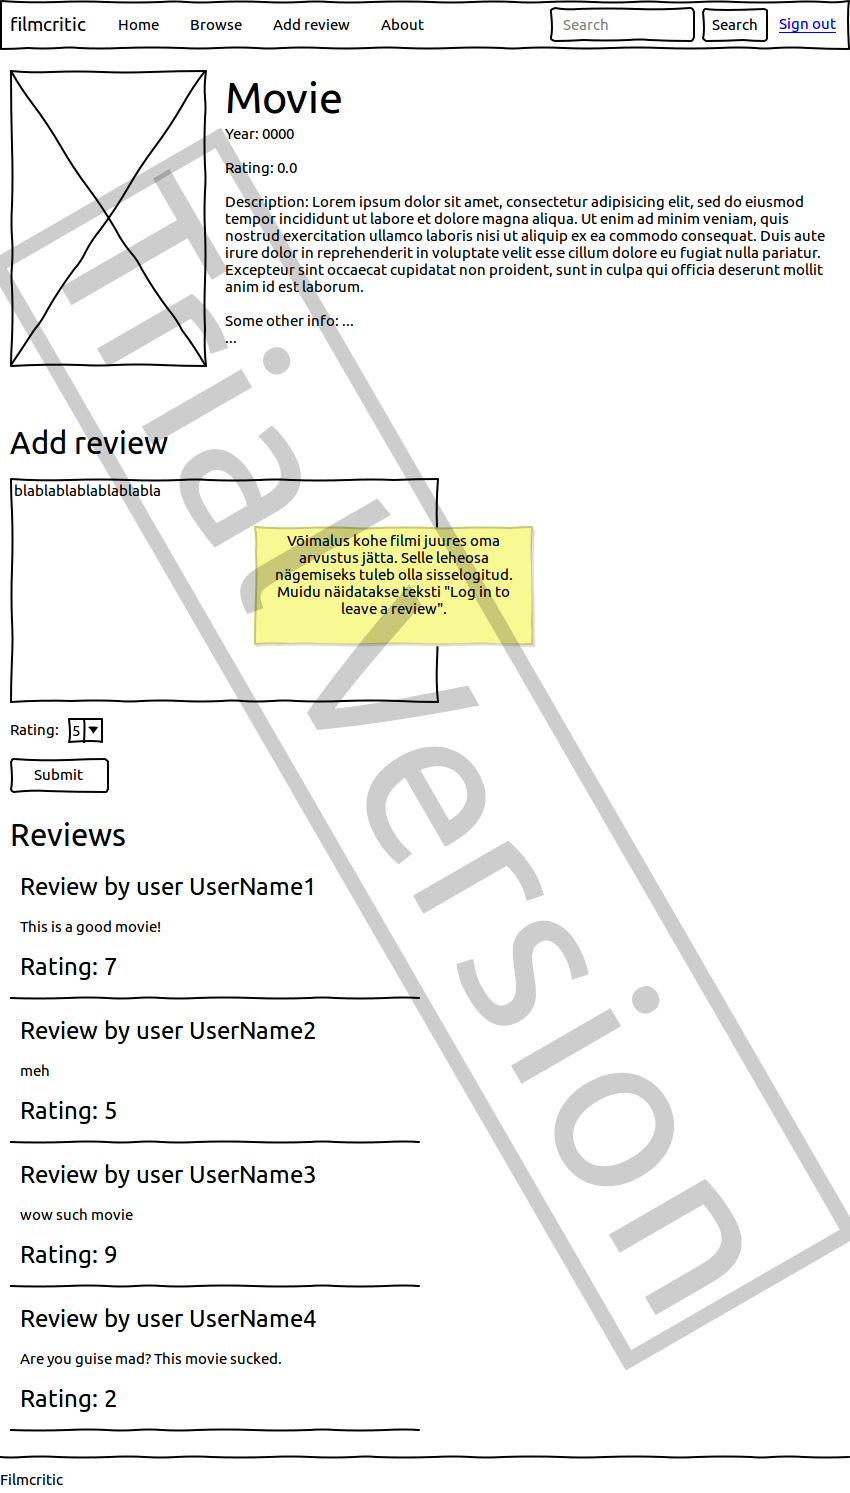 filmcritic Home Browse Add review About Search Search Sign out
Movie
Year: 0000
Rating: 0.0
Description: Lorem ipsum dolor sit amet, consectetur adipisicing elit, sed do eiusmod
tempor incididunt ut labore et dolore magna aliqua. Ut enim ad minim veniam, quis
nostrud exercitation ullamco laboris nisi ut aliquip ex ea commodo consequat. Duis aute
irure dolor in reprehenderit in voluptate velit esse cillum dolore eu fugiat nulla pariatur.
Excepteur sint occaecat cupidatat non proident, sunt in culpa qui officia deserunt mollit
anim id est laborum.
Some other info: ...
...
Add review
blablablablablablabla
Võimalus kohe filmi juures oma
arvustus jätta. Selle leheosa
nägemiseks tuleb olla sisselogitud.
Muidu näidatakse teksti "Log in to
leave a review".
Rating: 5
Submit
Reviews
Review by user UserName1
This is a good movie!
Rating: 7
Review by user UserName2
meh
Rating: 5
Review by user UserName3
wow such movie
Rating: 9
Review by user UserName4
Are you guise mad? This movie sucked.
Rating: 2
Filmcritic
Trial Version